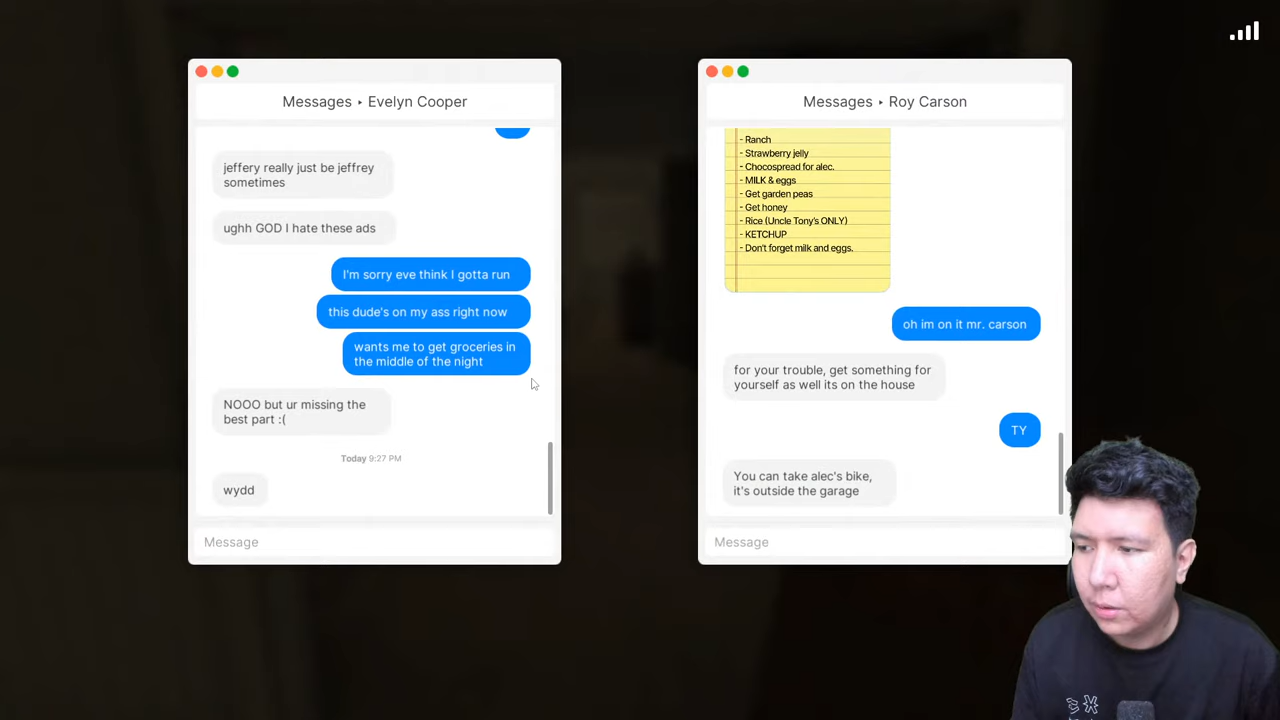 Messages ▸ Evelyn Cooper
jeffery really just be jeffrey
sometimes
ughh GOD I hate these ads
I'm sorry eve think I gotta run
this dude's on my ass right now
wants me to get groceries in
the middle of the night
NOOO but ur missing the
best part :(
Today 9:27 PM
wydd
Message
Messages ▸ Roy Carson
- Ranch
- Strawberry jelly
- Chocospread for alec.
- MILK & eggs
- Get garden peas
- Get honey
- Rice (Uncle Tony's ONLY)
- KETCHUP
- Don't forget milk and eggs.
oh im on it mr. carson
for your trouble, get something for
yourself as well its on the house
TY
You can take alec's bike,
it's outside the garage
Message